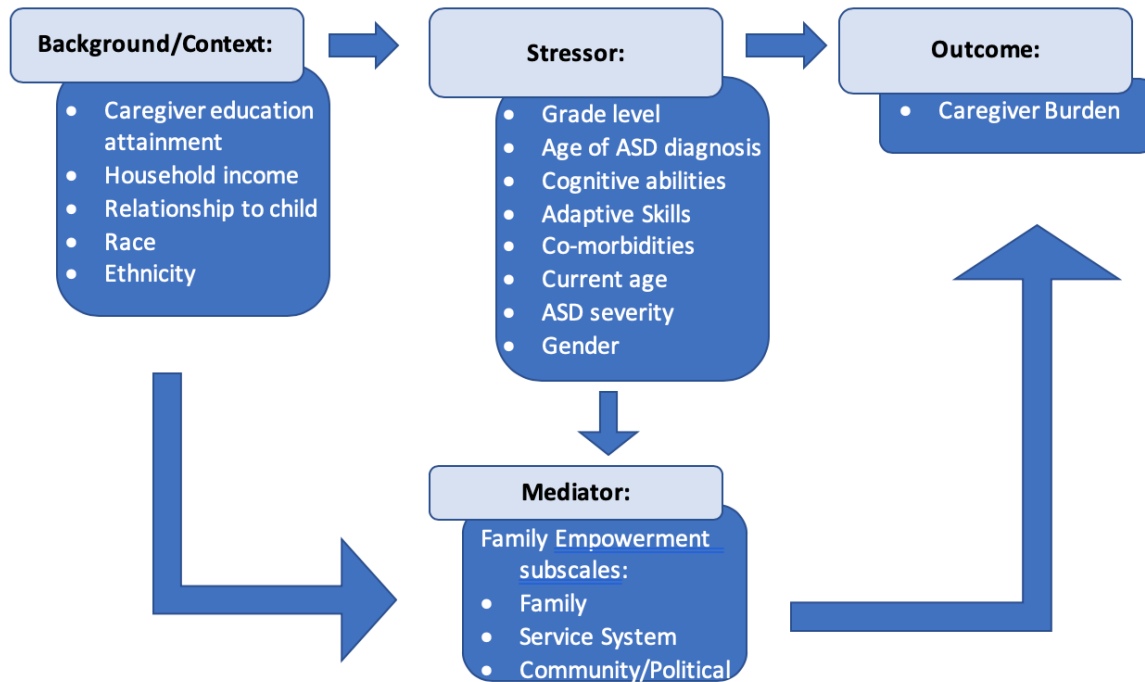 Background/Context:
• Caregiver education
attainment
• Household income
• Relationship to child
• Race
• Ethnicity
Stressor:
• Grade level
• Age of ASD diagnosis
• Cognitive abilities
• Adaptive Skills
• Co-morbidities
• Current age
• ASD severity
• Gender
Outcome:
• Caregiver Burden
Mediator:
Family Empowerment
subscales:
• Family
• Service System
• Community/Political